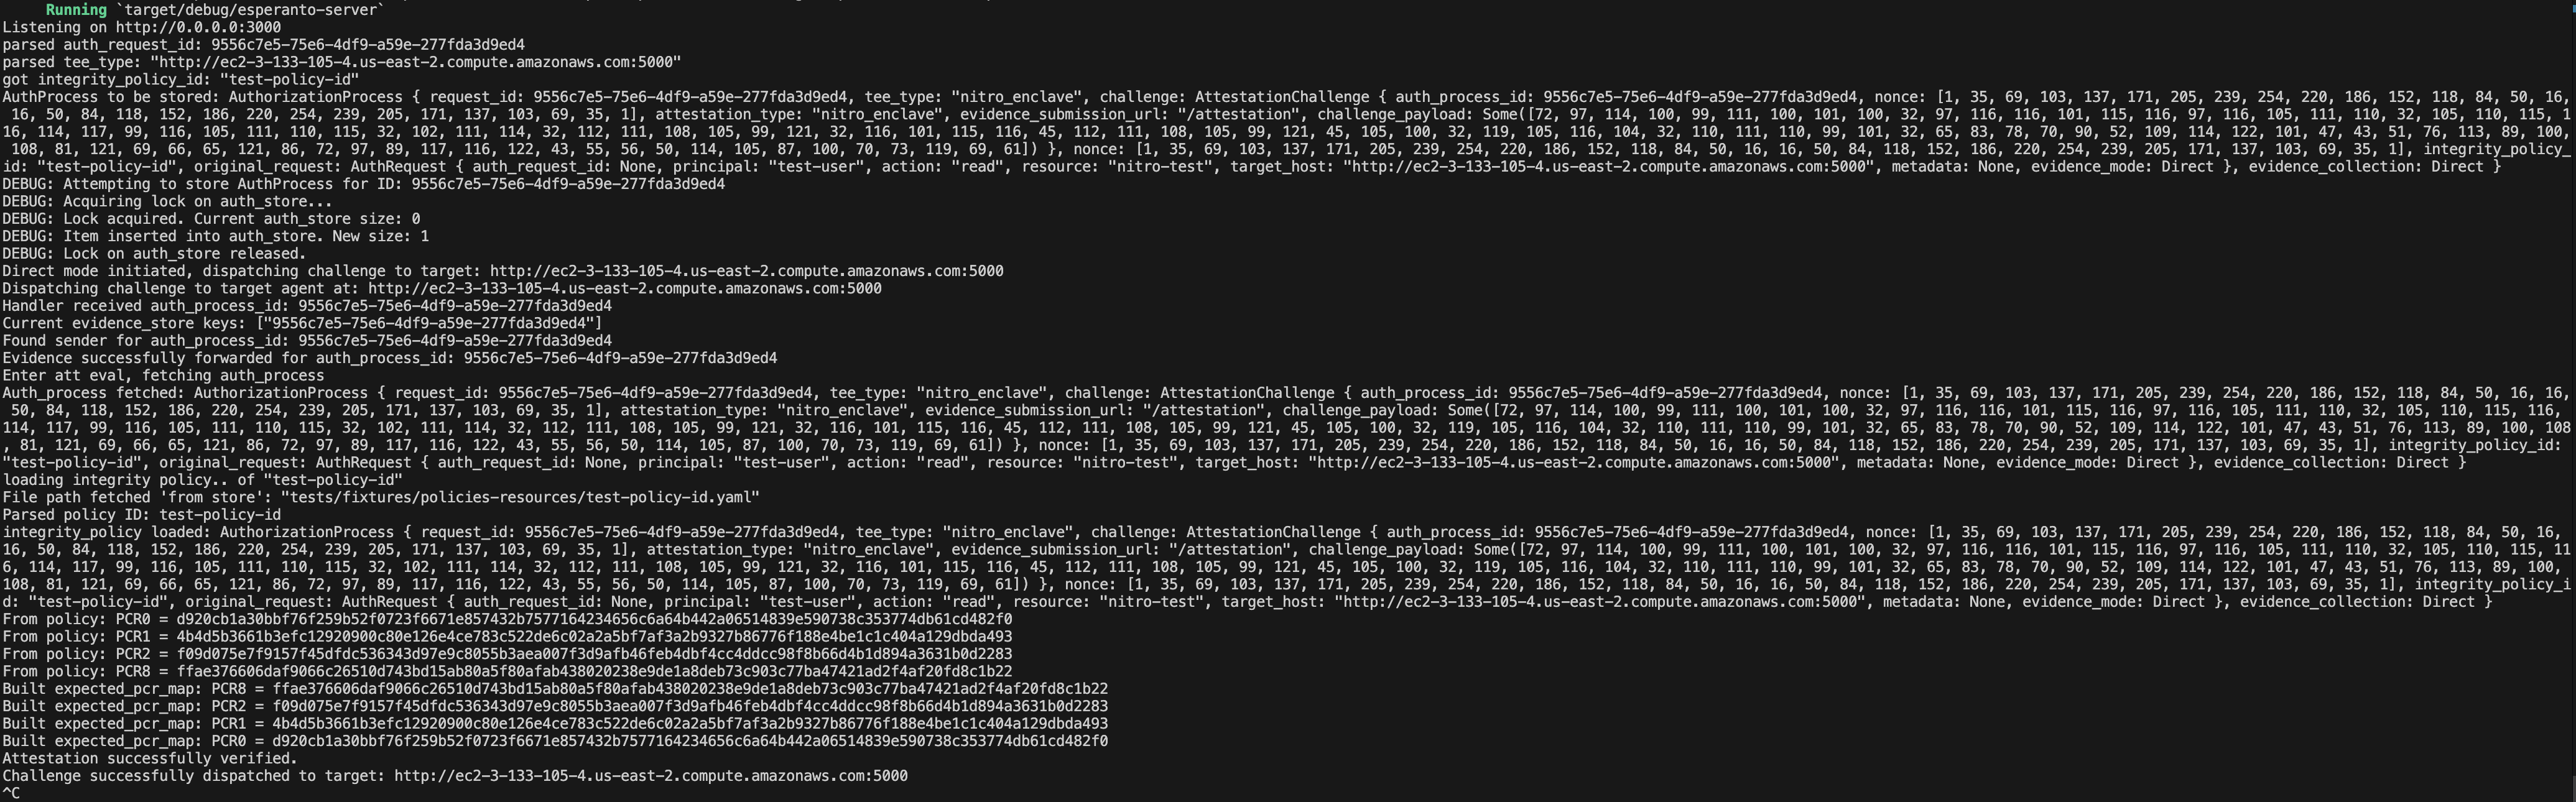 Running `target/debug/esperanto-server`
Listening on http://0.0.0.0:3000
parsed auth_request_id: 9556c7e5-75e6-4df9-a59e-277fda3d9ed4
parsed tee_type: "http://ec2-3-133-105-4.us-east-2.compute.amazonaws.com:5000"
got integrity_policy_id: "test-policy-id"
AuthProcess to be stored: AuthorizationProcess { request_id: 9556c7e5-75e6-4df9-a59e-277fda3d9ed4, tee_type: "nitro_enclave", challenge: AttestationChallenge { auth_process_id: 9556c7e5-75e6-4df9-a59e-277fda3d9ed4, nonce: [1, 35, 69, 103, 137, 171, 205, 239, 254, 220, 186, 152, 118, 84, 50, 16,
16, 50, 84, 118, 152, 186, 220, 254, 239, 205, 171, 137, 103, 69, 35, 1], attestation_type: "nitro_enclave", evidence_submission_url: "/attestation", challenge_payload: Some([72, 97, 114, 100, 99, 111, 100, 101, 100, 32, 97, 116, 116, 101, 115, 116, 97, 116, 105, 111, 110, 32, 105, 110, 115, 1
16, 114, 117, 99, 116, 105, 111, 110, 115, 32, 102, 111, 114, 32, 112, 111, 108, 105, 99, 121, 32, 116, 101, 115, 116, 45, 112, 111, 108, 105, 99, 121, 45, 105, 100, 32, 119, 105, 116, 104, 32, 110, 111, 110, 99, 101, 32, 65, 83, 78, 70, 90, 52, 109, 114, 122, 101, 47, 43, 51, 76, 113, 89, 100,
108, 81, 121, 69, 66, 65, 121, 86, 72, 97, 89, 117, 116, 122, 43, 55, 56, 50, 114, 105, 87, 100, 70, 73, 119, 69, 61]) }, nonce: [1, 35, 69, 103, 137, 171, 205, 239, 254, 220, 186, 152, 118, 84, 50, 16, 16, 50, 84, 118, 152, 186, 220, 254, 239, 205, 171, 137, 103, 69, 35, 1], integrity_policy_
id: "test-policy-id", original_request: AuthRequest { auth_request_id: None, principal: "test-user", action: "read", resource: "nitro-test", target_host: "http://ec2-3-133-105-4.us-east-2.compute.amazonaws.com:5000", metadata: None, evidence_mode: Direct }, evidence_collection: Direct }
DEBUG: Attempting to store AuthProcess for ID: 9556c7e5-75e6-4df9-a59e-277fda3d9ed4
DEBUG: Acquiring lock on auth_store...
DEBUG: Lock acquired. Current auth_store size: 0
DEBUG: Item inserted into auth_store. New size: 1
DEBUG: Lock on auth_store released.
Direct mode initiated, dispatching challenge to target: http://ec2-3-133-105-4.us-east-2.compute.amazonaws.com:5000
Dispatching challenge to target agent at: http://ec2-3-133-105-4.us-east-2.compute.amazonaws.com:5000
Handler received auth_process_id: 9556c7e5-75e6-4df9-a59e-277fda3d9ed4
Current evidence_store keys: ["9556c7e5-75e6-4df9-a59e-277fda3d9ed4"]
Found sender for auth_process_id: 9556c7e5-75e6-4df9-a59e-277fda3d9ed4
Evidence successfully forwarded for auth_process_id: 9556c7e5-75e6-4df9-a59e-277fda3d9ed4
Enter att eval, fetching auth_process
Auth_process fetched: AuthorizationProcess { request_id: 9556c7e5-75e6-4df9-a59e-277fda3d9ed4, tee_type: "nitro_enclave", challenge: AttestationChallenge { auth_process_id: 9556c7e5-75e6-4df9-a59e-277fda3d9ed4, nonce: [1, 35, 69, 103, 137, 171, 205, 239, 254, 220, 186, 152, 118, 84, 50, 16, 16,
50, 84, 118, 152, 186, 220, 254, 239, 205, 171, 137, 103, 69, 35, 1], attestation_type: "nitro_enclave", evidence_submission_url: "/attestation", challenge_payload: Some([72, 97, 114, 100, 99, 111, 100, 101, 100, 32, 97, 116, 116, 101, 115, 116, 97, 116, 105, 111, 110, 32, 105, 110, 115, 116,
114, 117, 99, 116, 105, 111, 110, 115, 32, 102, 111, 114, 32, 112, 111, 108, 105, 99, 121, 32, 116, 101, 115, 116, 45, 112, 111, 108, 105, 99, 121, 45, 105, 100, 32, 119, 105, 116, 104, 32, 110, 111, 110, 99, 101, 32, 65, 83, 78, 70, 90, 52, 109, 114, 122, 101, 47, 43, 51, 76, 113, 89, 100, 108
, 81, 121, 69, 66, 65, 121, 86, 72, 97, 89, 117, 116, 122, 43, 55, 56, 50, 114, 105, 87, 100, 70, 73, 119, 69, 61]) }, nonce: [1, 35, 69, 103, 137, 171, 205, 239, 254, 220, 186, 152, 118, 84, 50, 16, 16, 50, 84, 118, 152, 186, 220, 254, 239, 205, 171, 137, 103, 69, 35, 1], integrity_policy_id:
"test-policy-id", original_request: AuthRequest { auth_request_id: None, principal: "test-user", action: "read", resource: "nitro-test", target_host: "http://ec2-3-133-105-4.us-east-2.compute.amazonaws.com:5000", metadata: None, evidence_mode: Direct }, evidence_collection: Direct }
loading integrity policy.. of "test-policy-id"
File path fetched 'from store': "tests/fixtures/policies-resources/test-policy-id.yaml"
Parsed policy ID: test-policy-id
integrity_policy loaded: AuthorizationProcess { request_id: 9556c7e5-75e6-4df9-a59e-277fda3d9ed4, tee_type: "nitro_enclave", challenge: AttestationChallenge { auth_process_id: 9556c7e5-75e6-4df9-a59e-277fda3d9ed4, nonce: [1, 35, 69, 103, 137, 171, 205, 239, 254, 220, 186, 152, 118, 84, 50, 16,
16, 50, 84, 118, 152, 186, 220, 254, 239, 205, 171, 137, 103, 69, 35, 1], attestation_type: "nitro_enclave", evidence_submission_url: "/attestation", challenge_payload: Some([72, 97, 114, 100, 99, 111, 100, 101, 100, 32, 97, 116, 116, 101, 115, 116, 97, 116, 105, 111, 110, 32, 105, 110, 115, 11
6, 114, 117, 99, 116, 105, 111, 110, 115, 32, 102, 111, 114, 32, 112, 111, 108, 105, 99, 121, 32, 116, 101, 115, 116, 45, 112, 111, 108, 105, 99, 121, 45, 105, 100, 32, 119, 105, 116, 104, 32, 110, 111, 110, 99, 101, 32, 65, 83, 78, 70, 90, 52, 109, 114, 122, 101, 47, 43, 51, 76, 113, 89, 100,
108, 81, 121, 69, 66, 65, 121, 86, 72, 97, 89, 117, 116, 122, 43, 55, 56, 50, 114, 105, 87, 100, 70, 73, 119, 69, 61]) }, nonce: [1, 35, 69, 103, 137, 171, 205, 239, 254, 220, 186, 152, 118, 84, 50, 16, 16, 50, 84, 118, 152, 186, 220, 254, 239, 205, 171, 137, 103, 69, 35, 1], integrity_policy_i
d: "test-policy-id", original_request: AuthRequest { auth_request_id: None, principal: "test-user", action: "read", resource: "nitro-test", target_host: "http://ec2-3-133-105-4.us-east-2.compute.amazonaws.com:5000", metadata: None, evidence_mode: Direct }, evidence_collection: Direct }
From policy: PCR0 = d920cb1a30bbf76f259b52f0723f6671e857432b7577164234656c6a64b442a06514839e590738c353774db61cd482f0
From policy: PCR1 = 4b4d5b3661b3efc12920900c80e126e4ce783c522de6c02a2a5bf7af3a2b9327b86776f188e4be1c1c404a129dbda493
From policy: PCR2 = f09d075e7f9157f45dfdc536343d97e9c8055b3aea007f3d9afb46feb4dbf4cc4ddcc98f8b66d4b1d894a3631b0d2283
From policy: PCR8 = ffae376606daf9066c26510d743bd15ab80a5f80afab438020238e9de1a8deb73c903c77ba47421ad2f4af20fd8c1b22
Built expected_pcr_map: PCR8 = ffae376606daf9066c26510d743bd15ab80a5f80afab438020238e9de1a8deb73c903c77ba47421ad2f4af20fd8c1b22
Built expected_pcr_map: PCR2 = f09d075e7f9157f45dfdc536343d97e9c8055b3aea007f3d9afb46feb4dbf4cc4ddcc98f8b66d4b1d894a3631b0d2283
Built expected_pcr_map: PCR1 = 4b4d5b3661b3efc12920900c80e126e4ce783c522de6c02a2a5bf7af3a2b9327b86776f188e4be1c1c404a129dbda493
Built expected_pcr_map: PCR0 = d920cb1a30bbf76f259b52f0723f6671e857432b7577164234656c6a64b442a06514839e590738c353774db61cd482f0
Attestation successfully verified.
Challenge successfully dispatched to target: http://ec2-3-133-105-4.us-east-2.compute.amazonaws.com:5000
^C